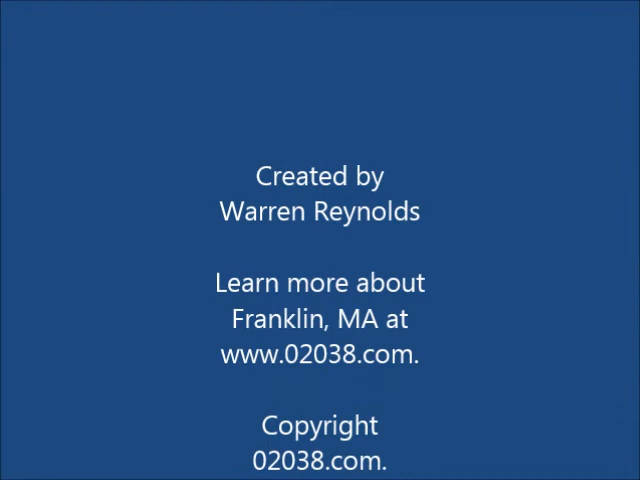 Created by
Warren Reynolds
Learn more about
Franklin, MA at
www.02038.com.
Copyright
02038.com.